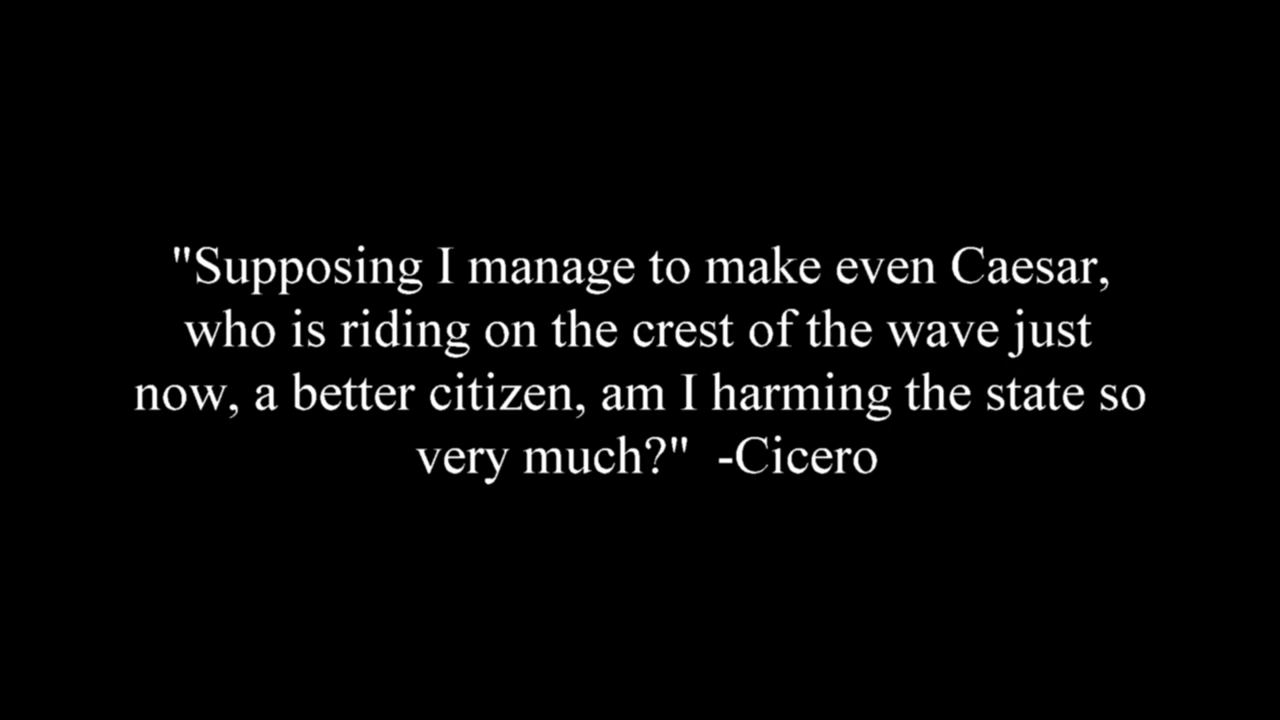 "Supposing I manage to make even Caesar,
who is riding on the crest of the wave just
now, a better citizen, am I harming the state so
very much?"  -Cicero